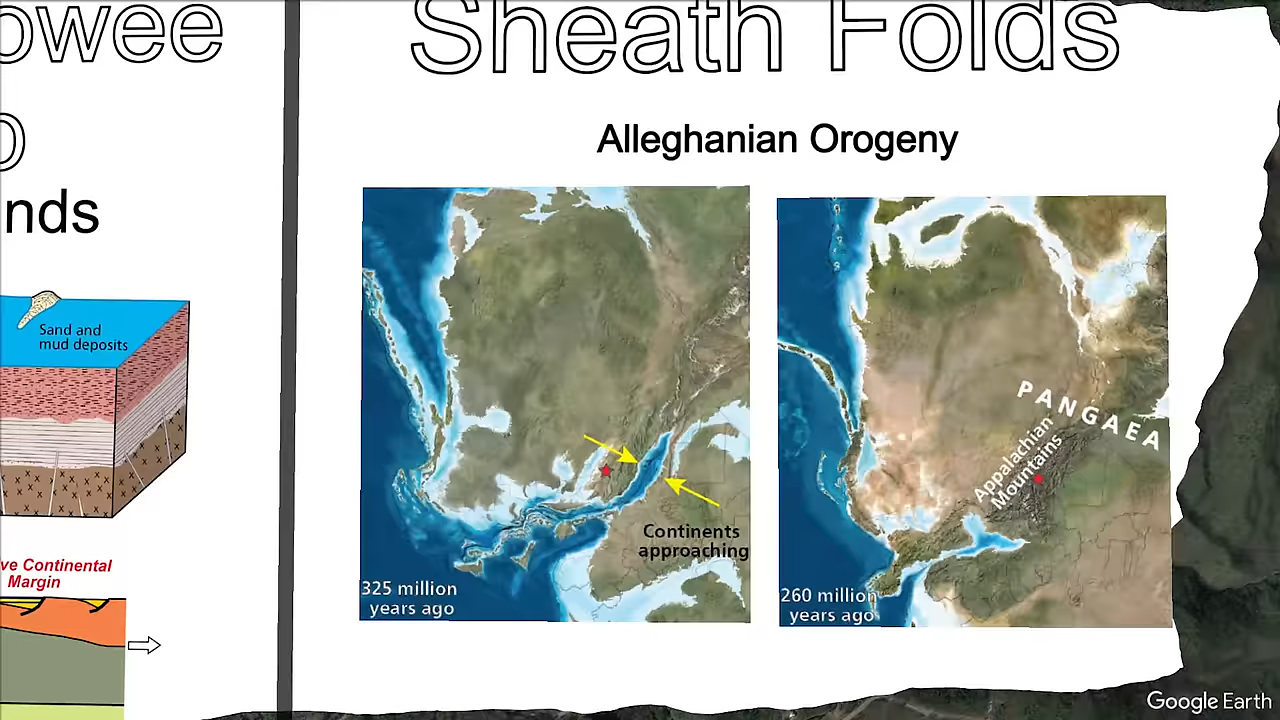 owee
nds
Sand and
mud deposits
ve Continental
Margin
Sheath Folds
Alleghanian Orogeny
Continents
approaching
325 million
years ago
PANGAEA
Appalachian
Mountains
260 million
years ago
Google Earth